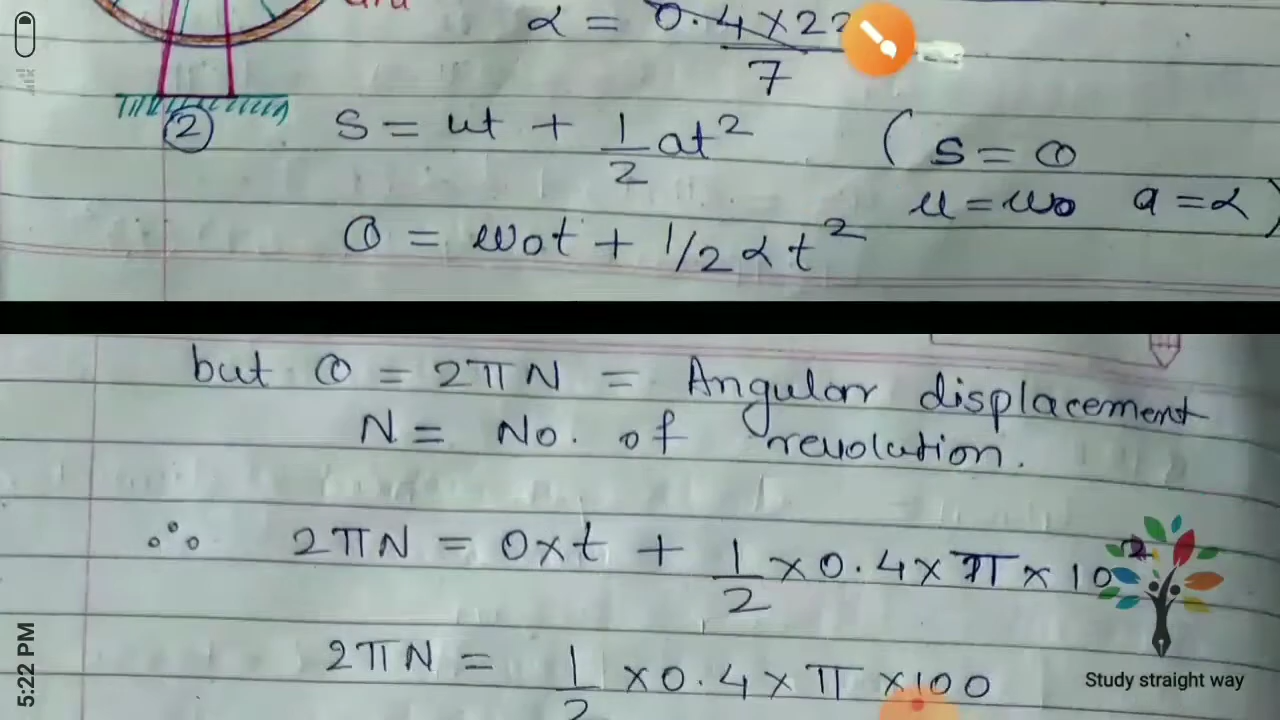 α = 0.4×22
7
② s = ut + 1/2 at² ( s = θ
u = ω₀ a = α )
θ = ω₀t + 1/2 αt²
but θ = 2πN = Angular displacement
N = No. of revolution.
∴ 2πN = 0×t + 1/2 ×0.4×π×10²
2πN = 1/2 ×0.4×π×100
Study straight way
5:22 PM